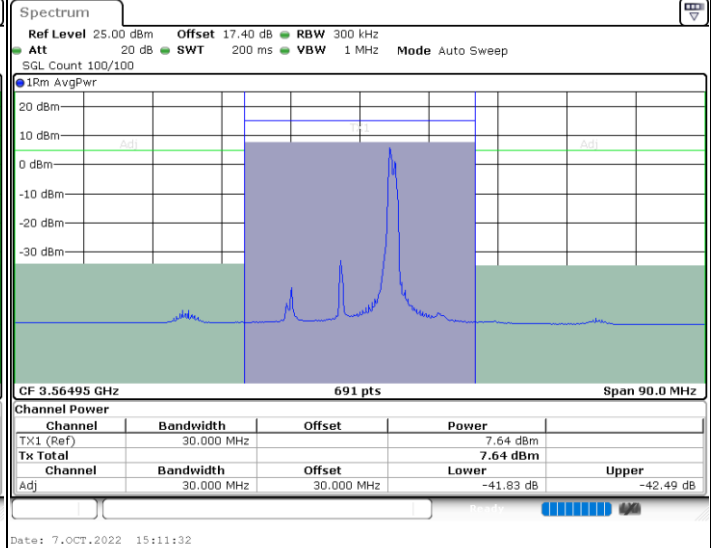 Spectrum
Ref Level 25.00 dBm Offset 17.40 dB RBW 300 kHz
Att 20 dB SWT 200 ms VBW 1 MHz Mode Auto Sweep
SGL Count 100/100
1Rm AvgPwr
20 dBm
TX1
10 dBm
Adj Adj
0 dBm
-10 dBm
-20 dBm
-30 dBm
CF 3.56495 GHz 691 pts Span 90.0 MHz
Channel Power
Channel Bandwidth Offset Power
TX1 (Ref) 30.000 MHz 7.64 dBm
Tx Total 7.64 dBm
Channel Bandwidth Offset Lower Upper
Adj 30.000 MHz 30.000 MHz -41.83 dB -42.49 dB
Ready
Date: 7.OCT.2022 15:11:32